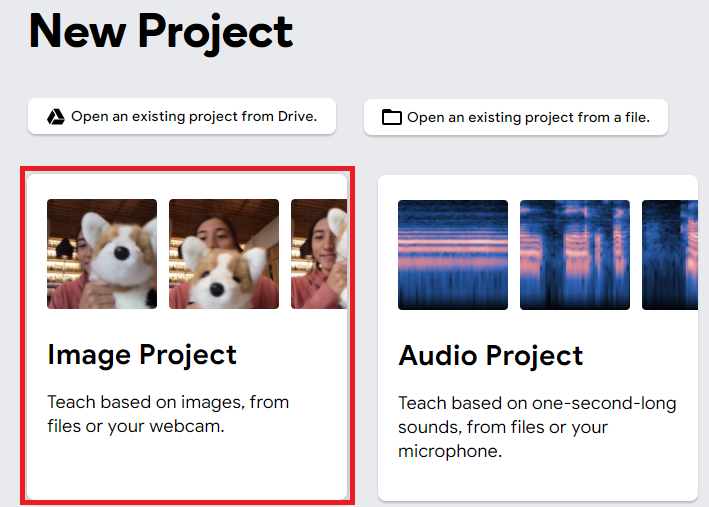 New Project
Open an existing project from Drive.
Open an existing project from a file.
Image Project
Teach based on images, from
files or your webcam.
Audio Project
Teach based on one-second-long
sounds, from files or your
microphone.